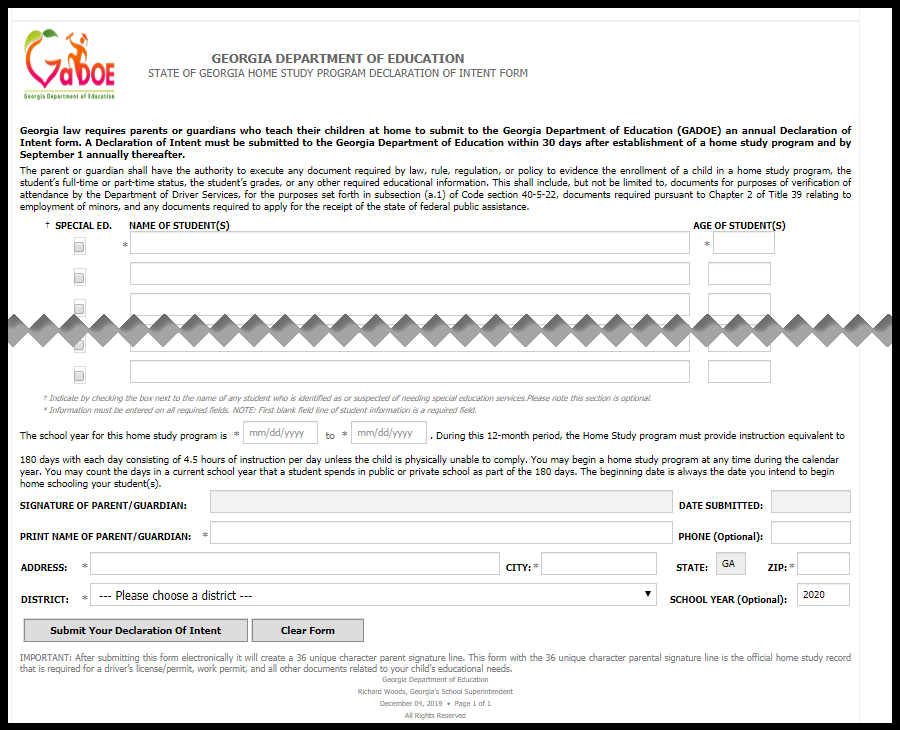 GaDOE
Georgia Department of Education
GEORGIA DEPARTMENT OF EDUCATION
STATE OF GEORGIA HOME STUDY PROGRAM DECLARATION OF INTENT FORM
Georgia law requires parents or guardians who teach their children at home to submit to the Georgia Department of Education (GADOE) an annual Declaration of
Intent form. A Declaration of Intent must be submitted to the Georgia Department of Education within 30 days after establishment of a home study program and by
September 1 annually thereafter.
The parent or guardian shall have the authority to execute any document required by law, rule, regulation, or policy to evidence the enrollment of a child in a home study program, the
student's full-time or part-time status, the student's grades, or any other required educational information. This shall include, but not be limited to, documents for purposes of verification of
attendance by the Department of Driver Services, for the purposes set forth in subsection (a.1) of Code section 40-5-22, documents required pursuant to Chapter 2 of Title 39 relating to
employment of minors, and any documents required to apply for the receipt of the state of federal public assistance.
† SPECIAL ED. NAME OF STUDENT(S) AGE OF STUDENT(S)
* *
† Indicate by checking the box next to the name of any student who is identified as or suspected of needing special education services.Please note this section is optional.
* Information must be entered on all required fields. NOTE: First blank field line of student information is a required field.
The school year for this home study program is * mm/dd/yyyy to * mm/dd/yyyy . During this 12-month period, the Home Study program must provide instruction equivalent to
180 days with each day consisting of 4.5 hours of instruction per day unless the child is physically unable to comply. You may begin a home study program at any time during the calendar
year. You may count the days in a current school year that a student spends in public or private school as part of the 180 days. The beginning date is always the date you intend to begin
home schooling your student(s).
SIGNATURE OF PARENT/GUARDIAN: DATE SUBMITTED:
PRINT NAME OF PARENT/GUARDIAN: * PHONE (Optional):
ADDRESS: * CITY: * STATE: GA ZIP: *
DISTRICT: * --- Please choose a district --- SCHOOL YEAR (Optional): 2020
Submit Your Declaration Of Intent Clear Form
IMPORTANT: After submitting this form electronically it will create a 36 unique character parent signature line. This form with the 36 unique character parental signature line is the official home study record
that is required for a driver's license/permit, work permit, and all other documents related to your child's educational needs.
Georgia Department of Education
Richard Woods, Georgia's School Superintendent
December 04, 2019 • Page 1 of 1
All Rights Reserved